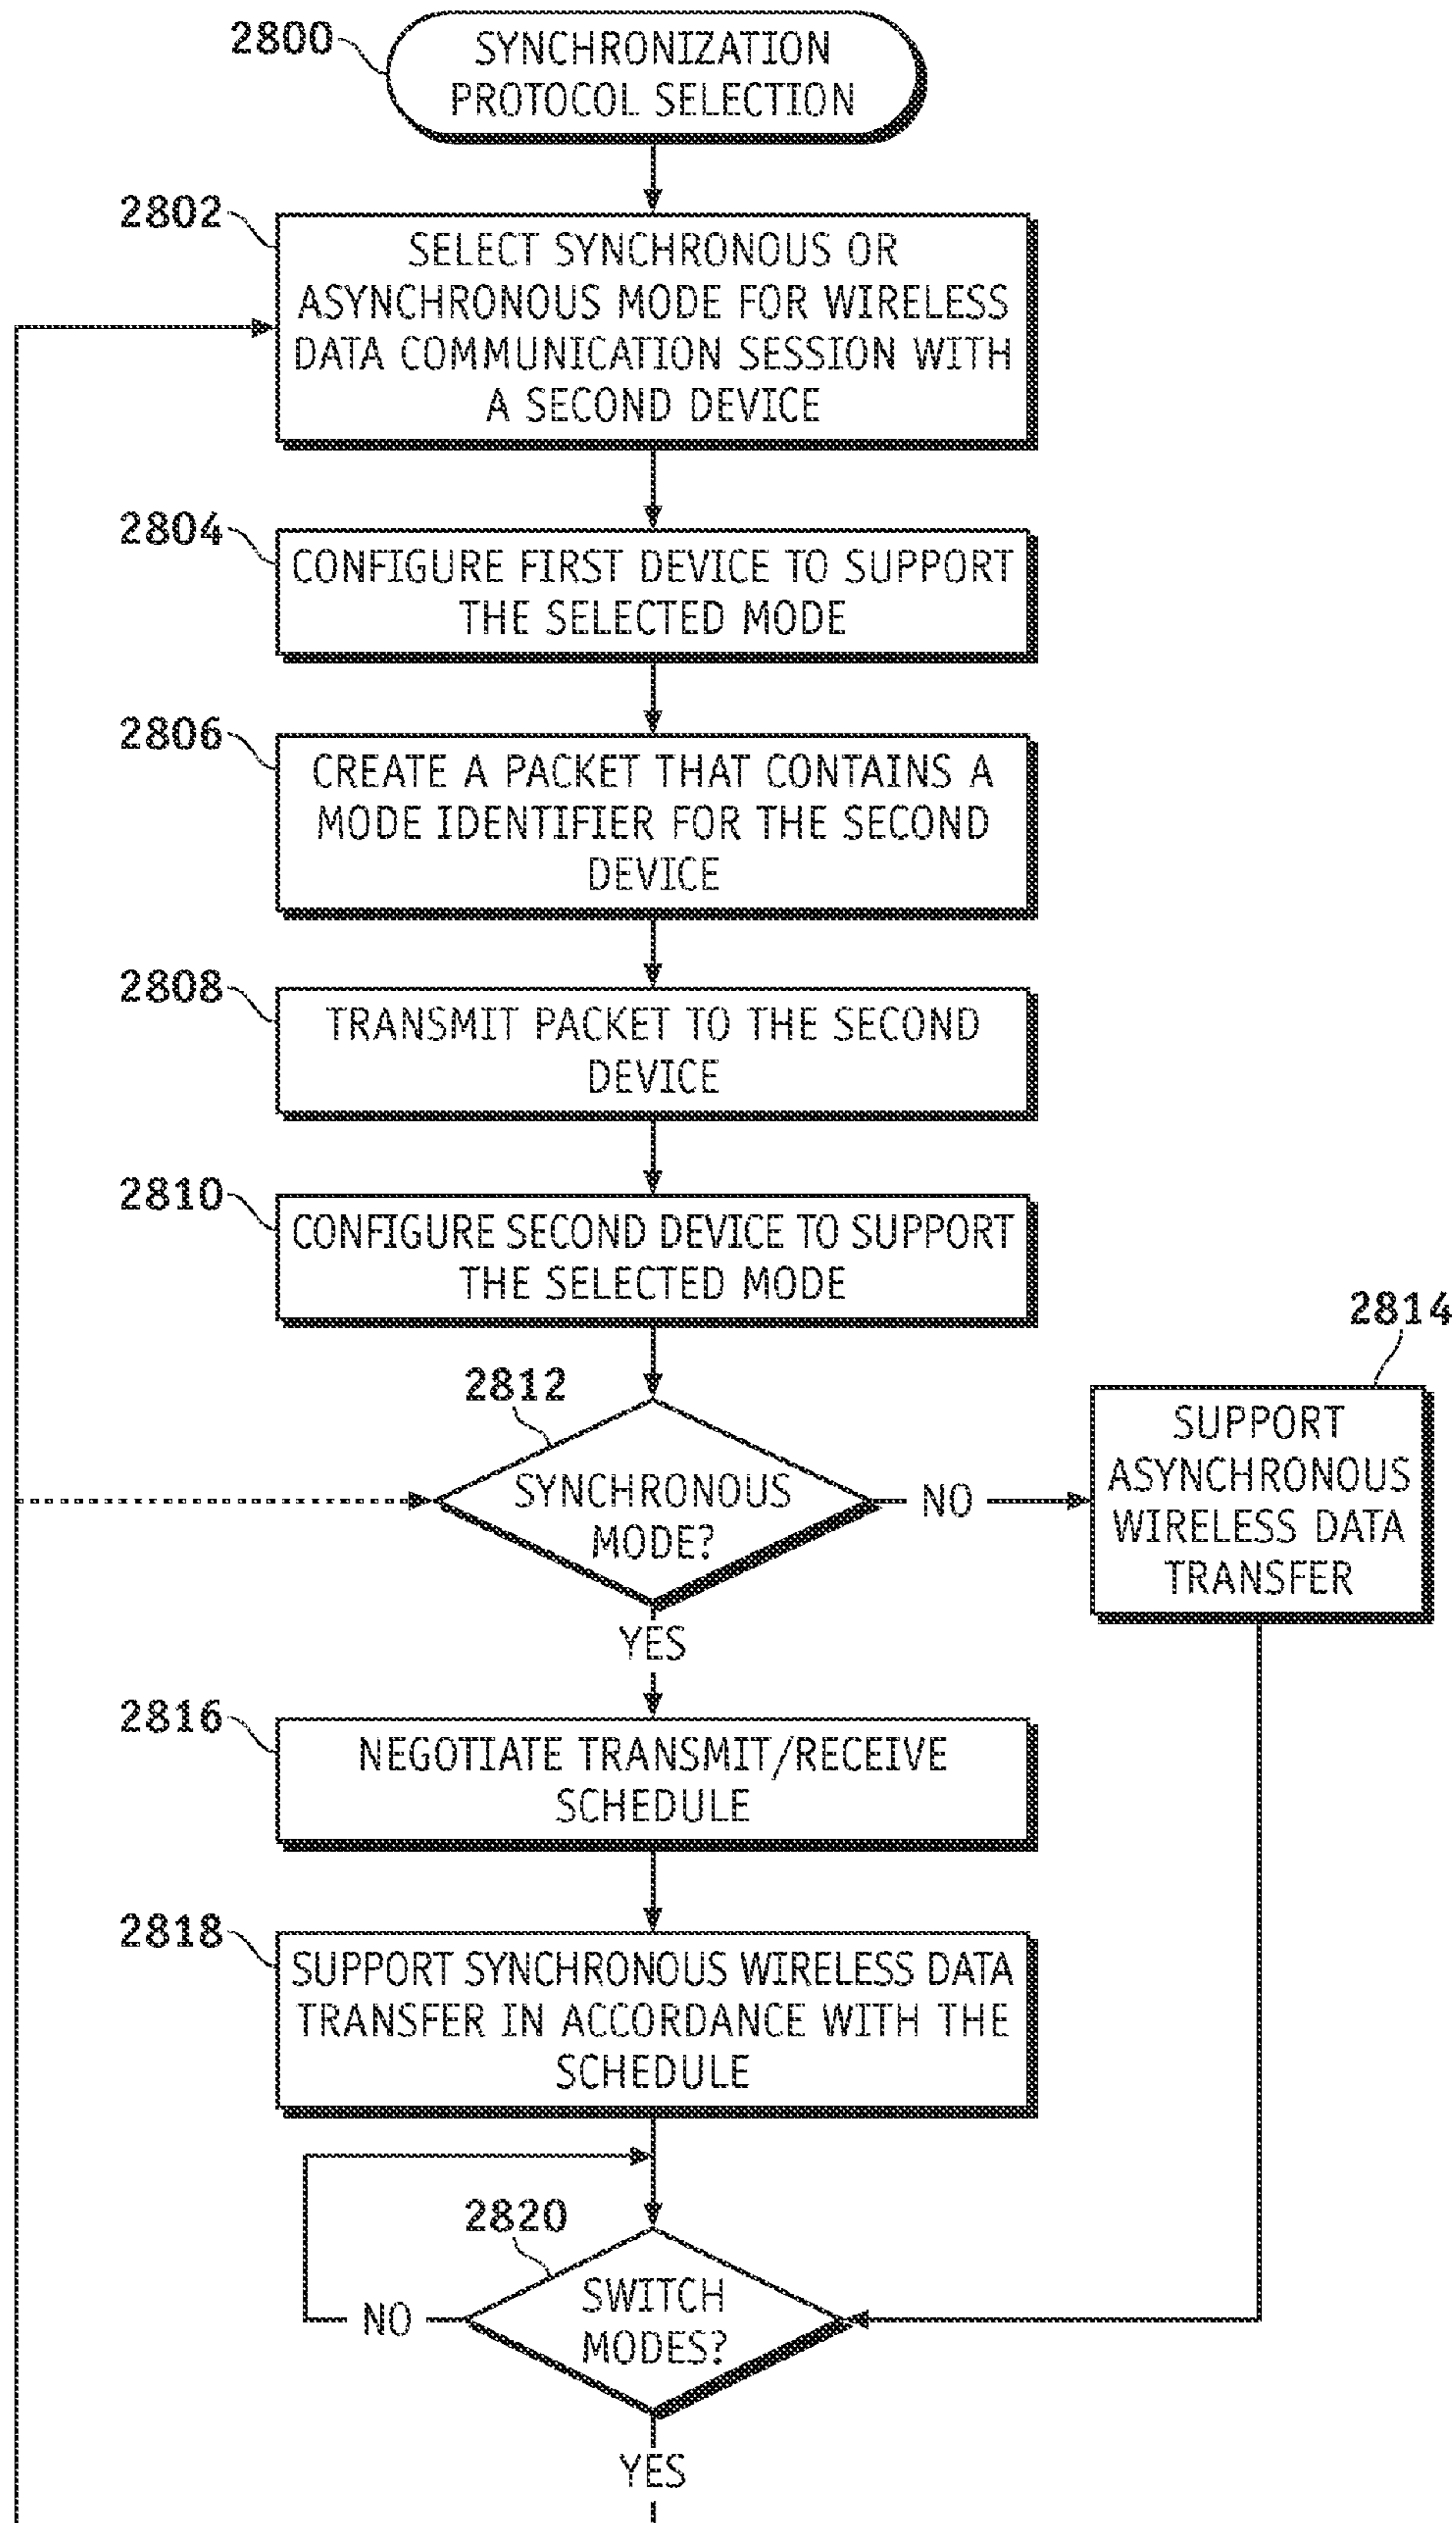 2800
SYNCHRONIZATION
PROTOCOL SELECTION
2802
SELECT SYNCHRONOUS OR
ASYNCHRONOUS MODE FOR WIRELESS
DATA COMMUNICATION SESSION WITH
A SECOND DEVICE
2804
CONFIGURE FIRST DEVICE TO SUPPORT
THE SELECTED MODE
2806
CREATE A PACKET THAT CONTAINS A
MODE IDENTIFIER FOR THE SECOND
DEVICE
2808
TRANSMIT PACKET TO THE SECOND
DEVICE
2810
CONFIGURE SECOND DEVICE TO SUPPORT
THE SELECTED MODE
2812
SYNCHRONOUS
MODE?
NO
2814
SUPPORT
ASYNCHRONOUS
WIRELESS DATA
TRANSFER
YES
2816
NEGOTIATE TRANSMIT/RECEIVE
SCHEDULE
2818
SUPPORT SYNCHRONOUS WIRELESS DATA
TRANSFER IN ACCORDANCE WITH THE
SCHEDULE
2820
SWITCH
MODES?
NO
YES